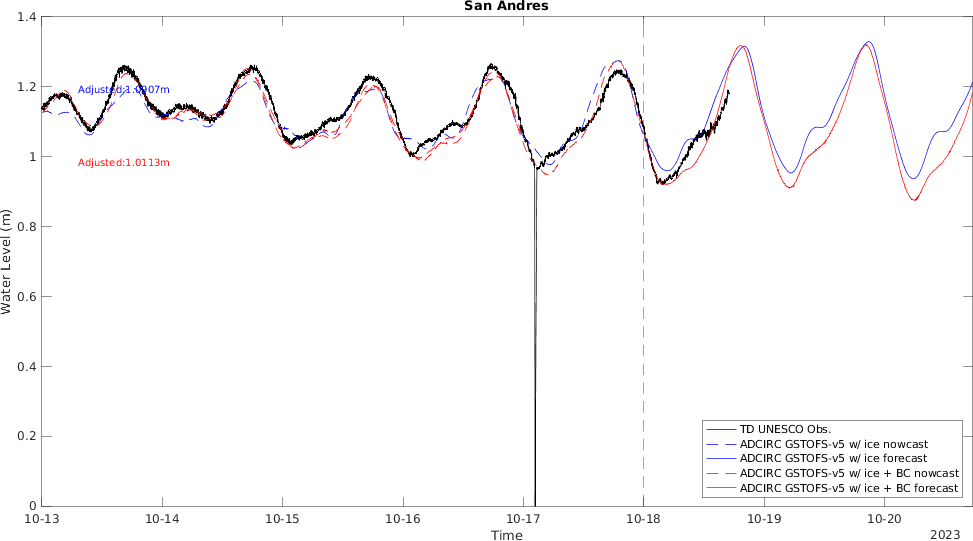 San Andres
1.4
1.2
1
0.8
0.6
0.4
0.2
0
Water Level (m)
Adjusted:1.0907m
Adjusted:1.0113m
TD UNESCO Obs.
ADCIRC GSTOFS-v5 w/ ice nowcast
ADCIRC GSTOFS-v5 w/ ice forecast
ADCIRC GSTOFS-v5 w/ ice + BC nowcast
ADCIRC GSTOFS-v5 w/ ice + BC forecast
10-13 10-14 10-15 10-16 10-17 10-18 10-19 10-20
Time
2023